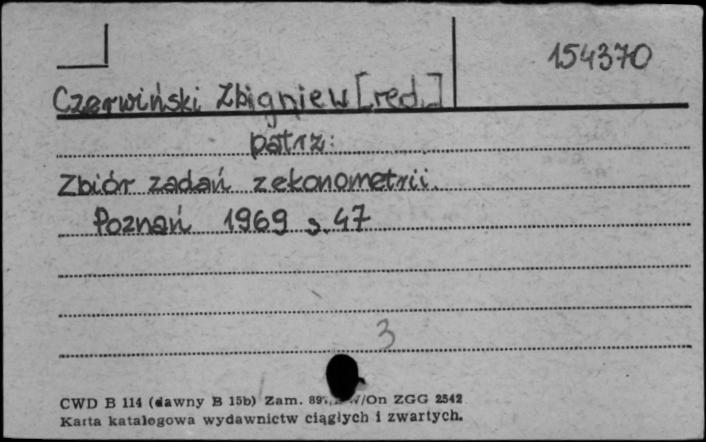 154370
Czerwiński Zbigniew [red.]
patrz:
Zbiór zadań zekonometrii.
Poznań 1969 s. 47
3
CWD B 114 (dawny B 15b) Zam. /On ZGG 2542
Karta katalogowa wydawnictw ciągłych i zwartych.